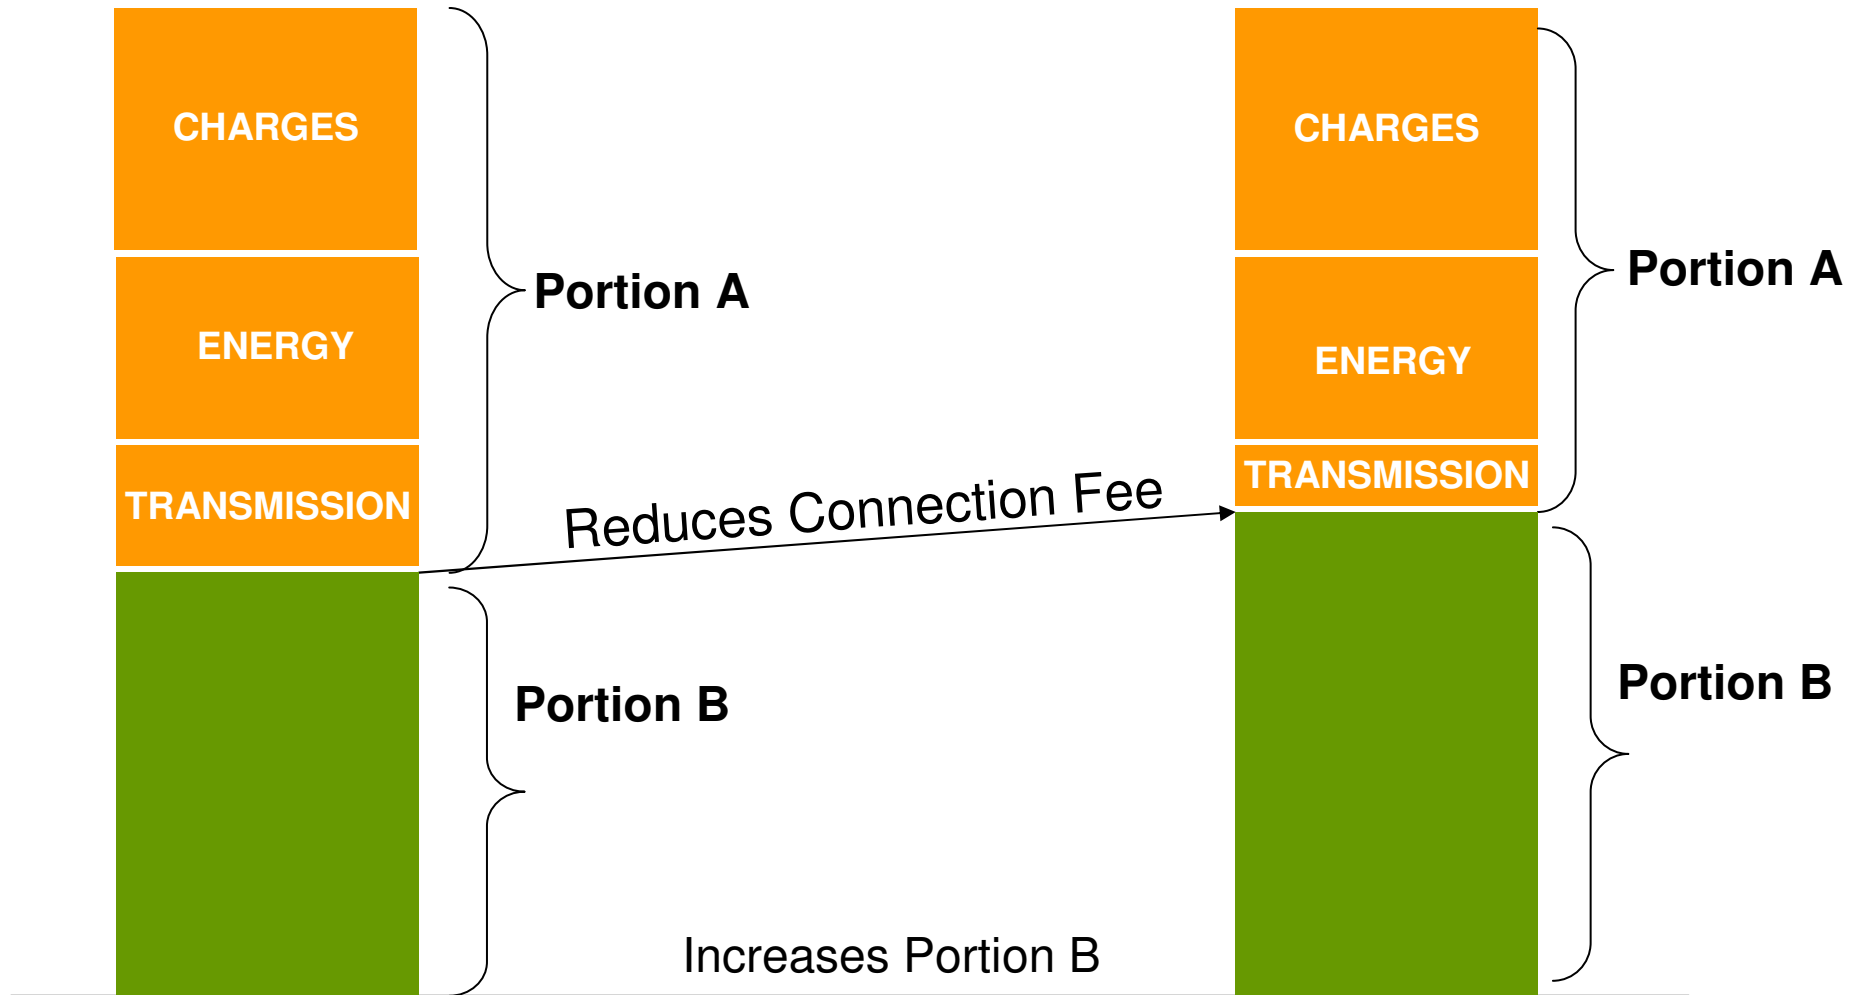 CHARGES
ENERGY
TRANSMISSION
Portion A
Portion B
Reduces Connection Fee
Increases Portion B
CHARGES
ENERGY
TRANSMISSION
Portion A
Portion B